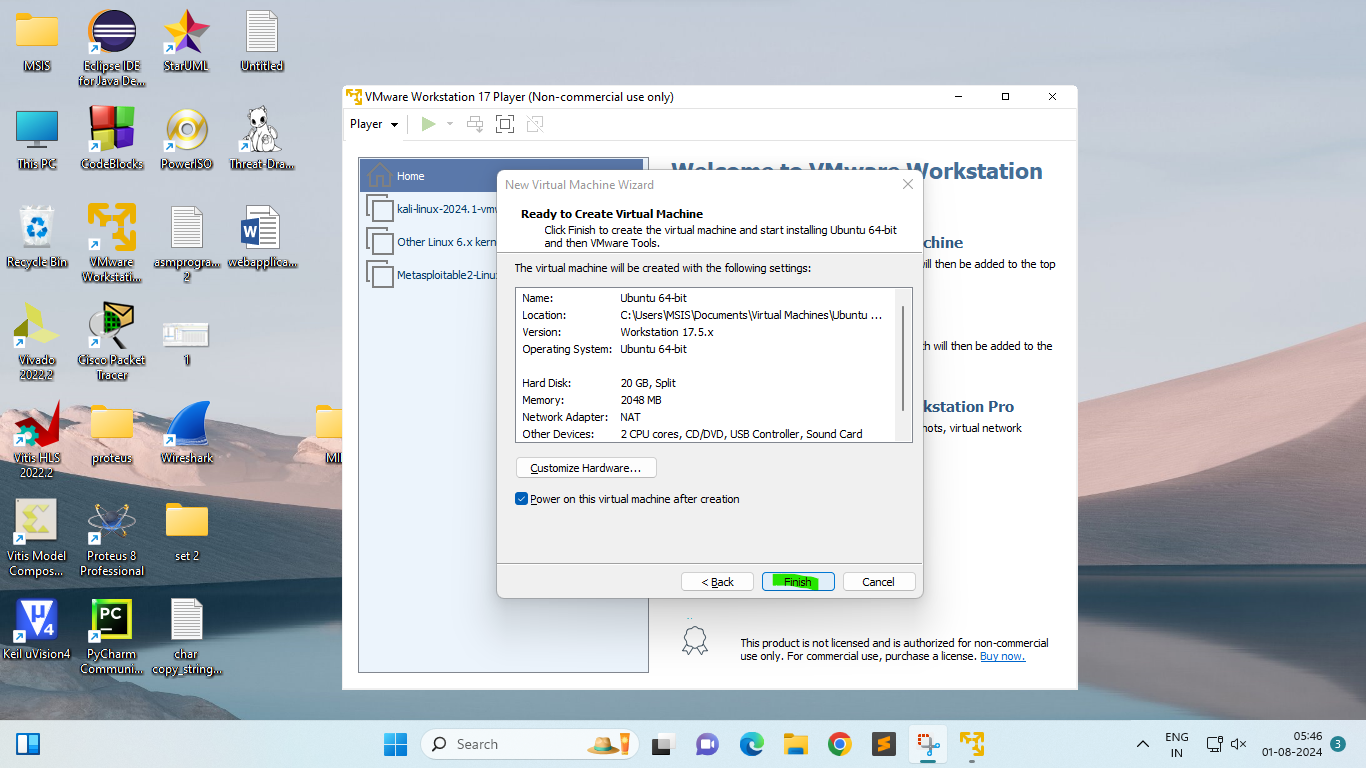 MSIS
Eclipse IDE
for Java De...
StarUML
Untitled
This PC
CodeBlocks
PowerISO
Threat-Dra...
Recycle Bin
VMware
Workstati...
asmprogra...
2
webapplica...
Vivado
2022.2
Cisco Packet
Tracer
1
Vitis HLS
2022.2
proteus
Wireshark
Vitis Model
Compos...
Proteus 8
Professional
set 2
Keil uVision4
PyCharm
Communi...
char
copy_string...
VMware Workstation 17 Player (Non-commercial use only)
Player
Home
kali-linux-2024.1-vmw
Other Linux 6.x kern
Metasploitable2-Linu
Welcome to VMware Workstation
chine
ill then be added to the top
ch will then be added to the
kstation Pro
hots, virtual network
New Virtual Machine Wizard
Ready to Create Virtual Machine
Click Finish to create the virtual machine and start installing Ubuntu 64-bit
and then VMware Tools.
The virtual machine will be created with the following settings:
Name: Ubuntu 64-bit
Location: C:\Users\MSIS\Documents\Virtual Machines\Ubuntu ...
Version: Workstation 17.5.x
Operating System: Ubuntu 64-bit
Hard Disk: 20 GB, Split
Memory: 2048 MB
Network Adapter: NAT
Other Devices: 2 CPU cores, CD/DVD, USB Controller, Sound Card
Customize Hardware...
Power on this virtual machine after creation
< Back Finish Cancel
This product is not licensed and is authorized for non-commercial
use only. For commercial use, purchase a license. Buy now.
Search
ENG
IN
05:46
01-08-2024
3